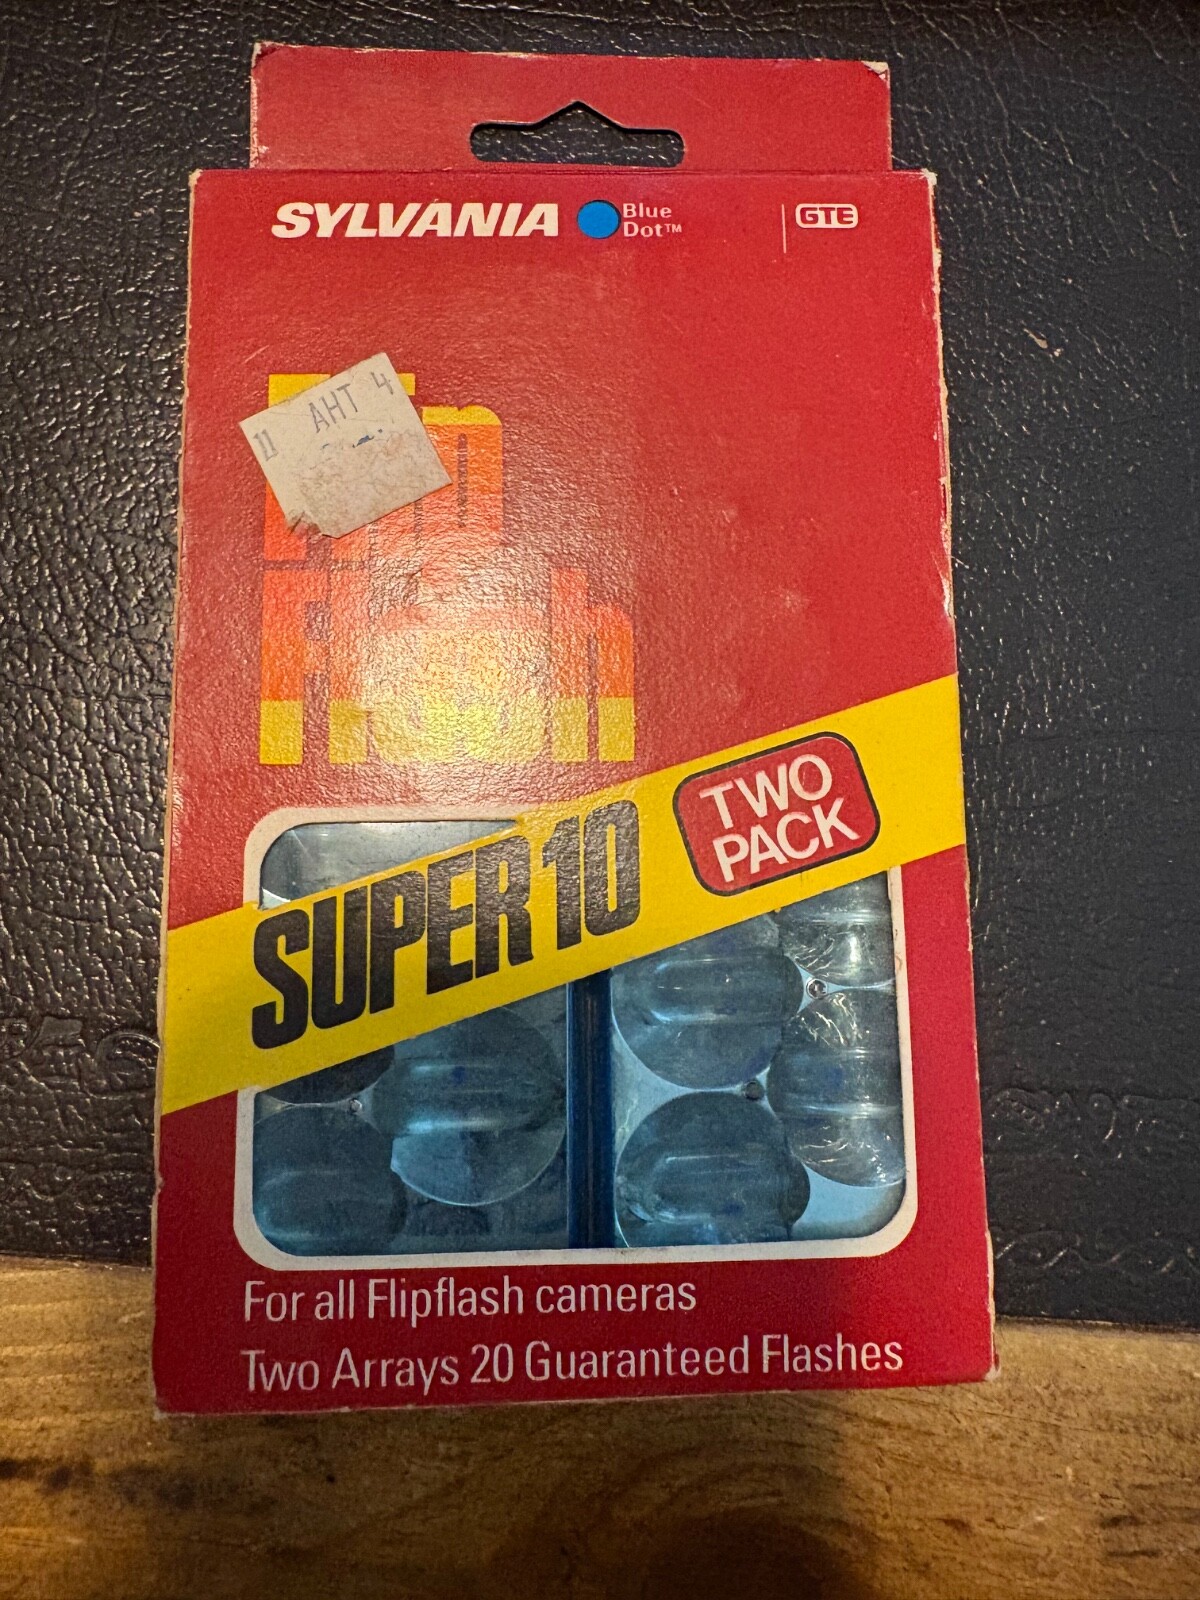 SYLVANIA
Blue
Dot™
GTE
AHT 4
Flash
SUPER 10
TWO
PACK
For all Flipflash cameras
Two Arrays 20 Guaranteed Flashes